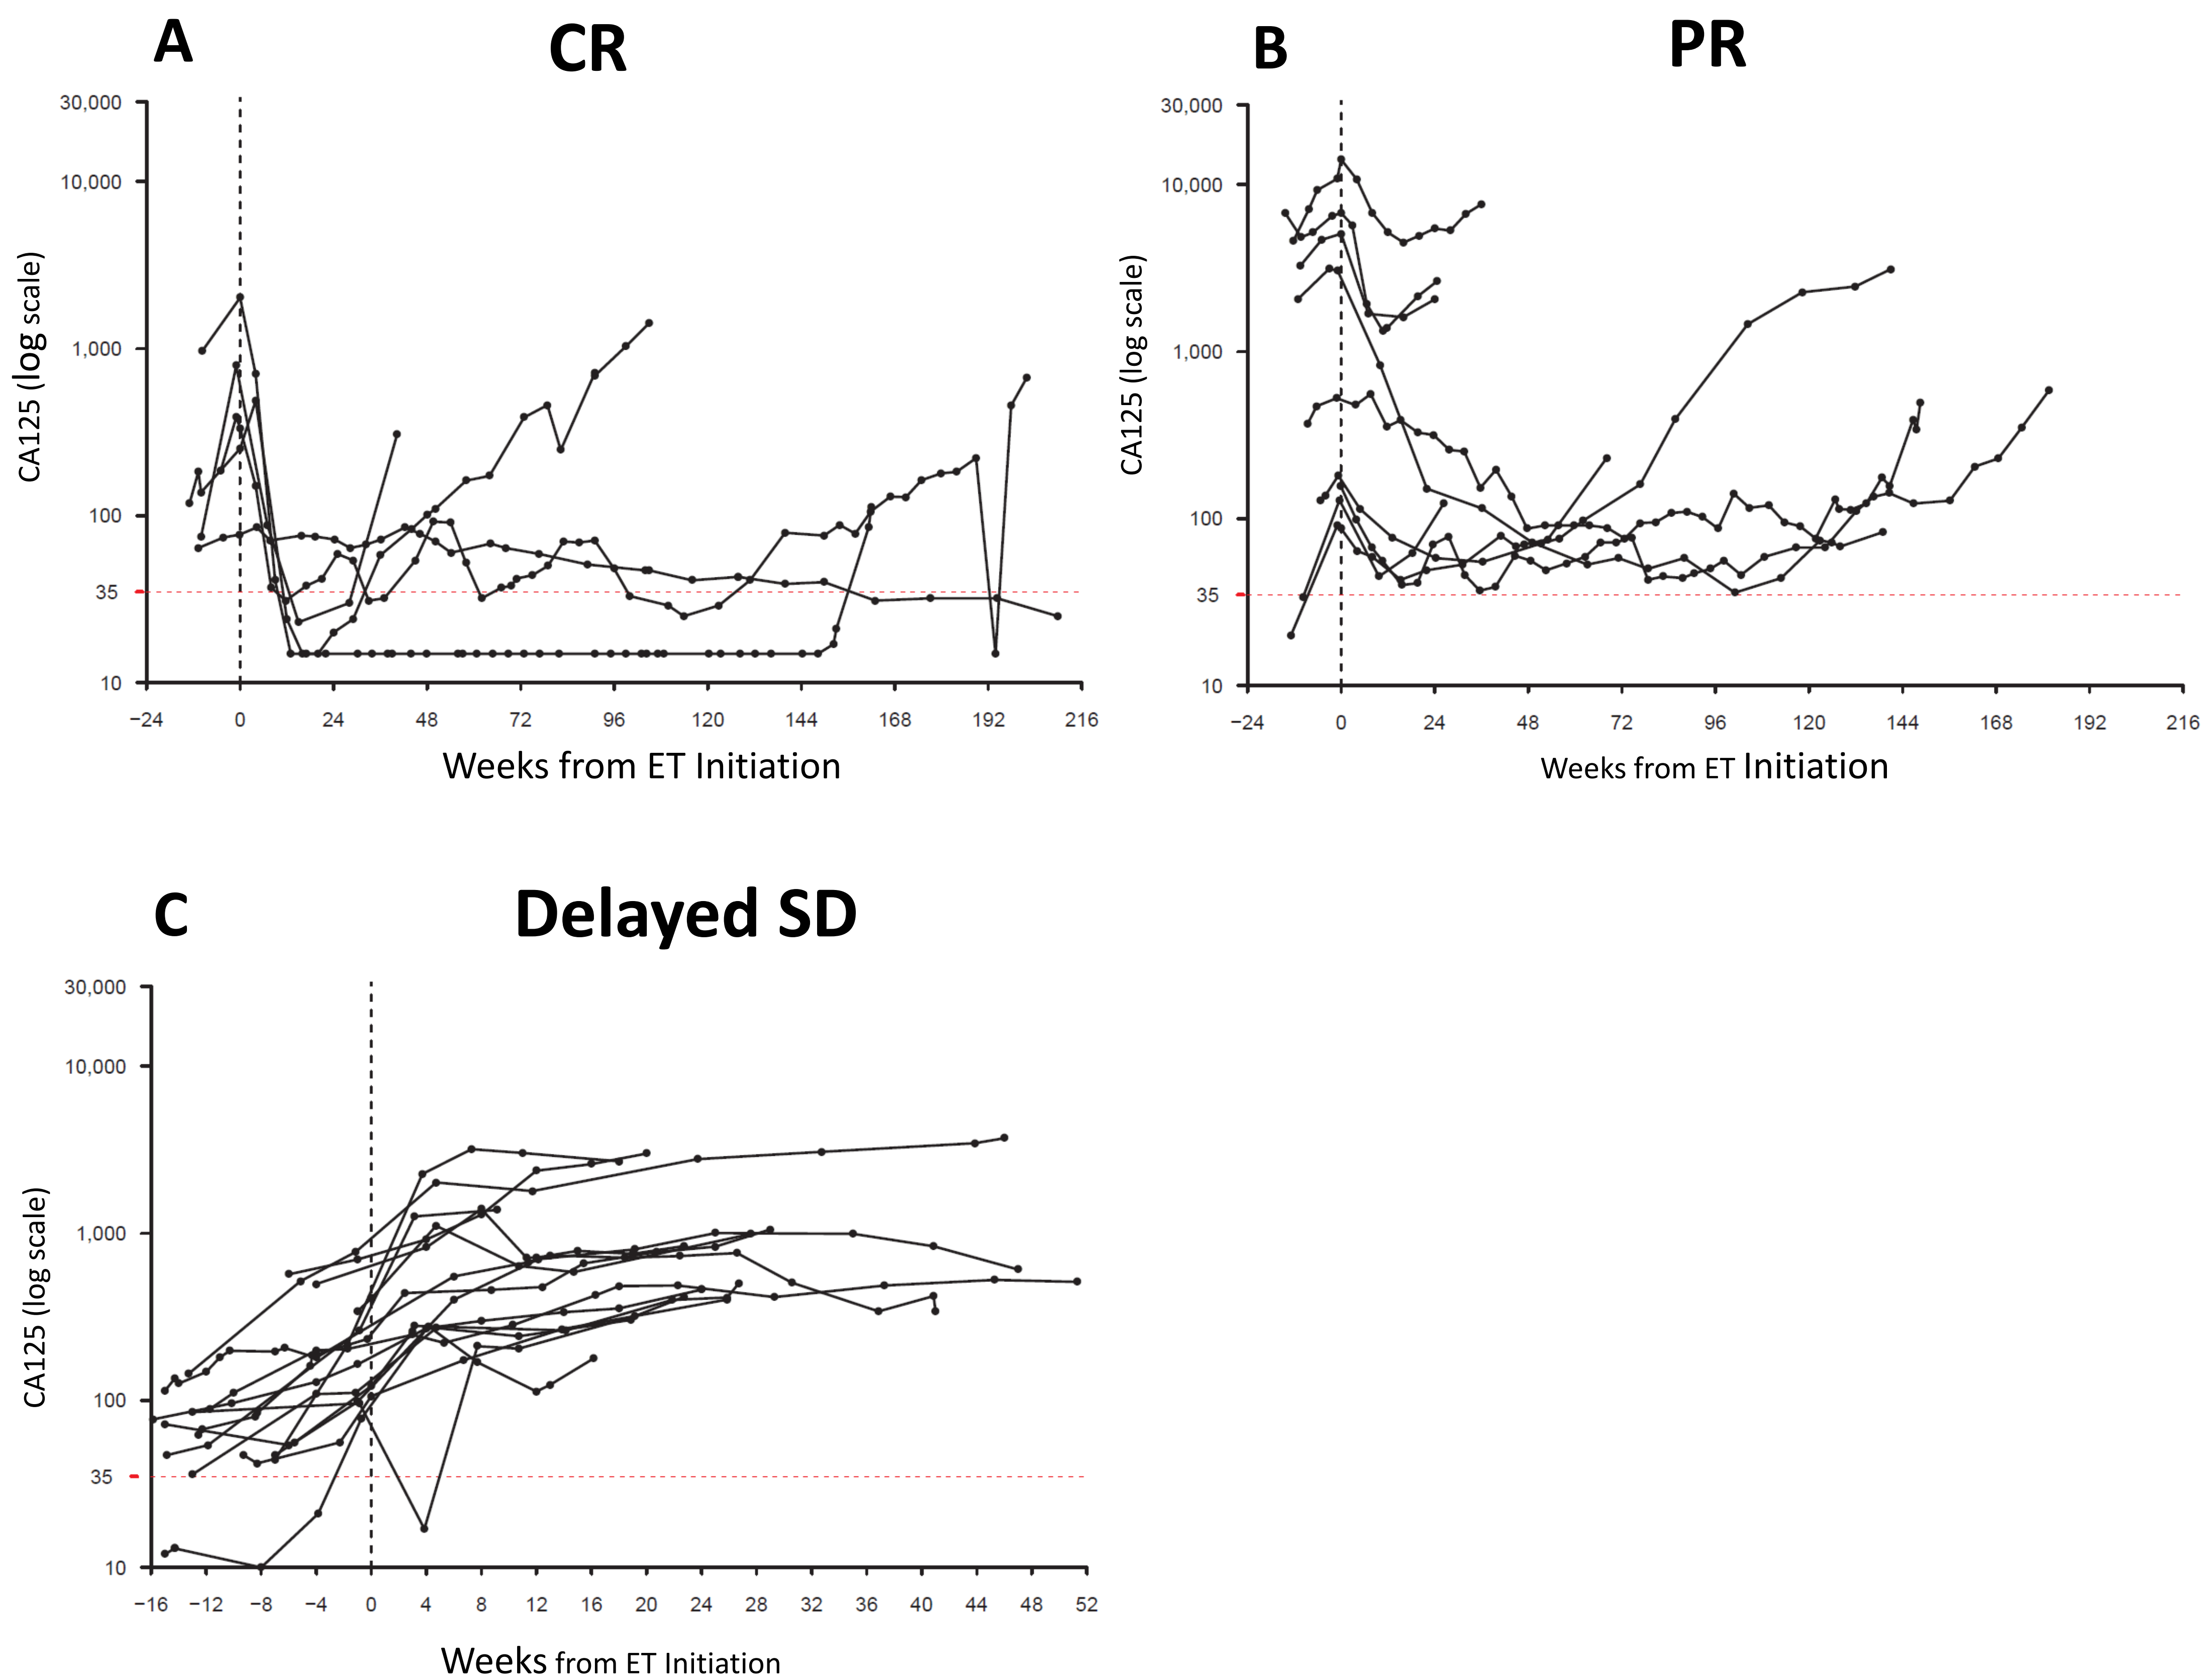 A
CR
30,000
10,000
1,000
100
35
10
CA125 (log scale)
−24 0 24 48 72 96 120 144 168 192 216
Weeks from ET Initiation
B
PR
30,000
10,000
1,000
100
35
10
CA125 (log scale)
−24 0 24 48 72 96 120 144 168 192 216
Weeks from ET Initiation
C
Delayed SD
30,000
10,000
1,000
100
35
10
CA125 (log scale)
−16 −12 −8 −4 0 4 8 12 16 20 24 28 32 36 40 44 48 52
Weeks from ET Initiation